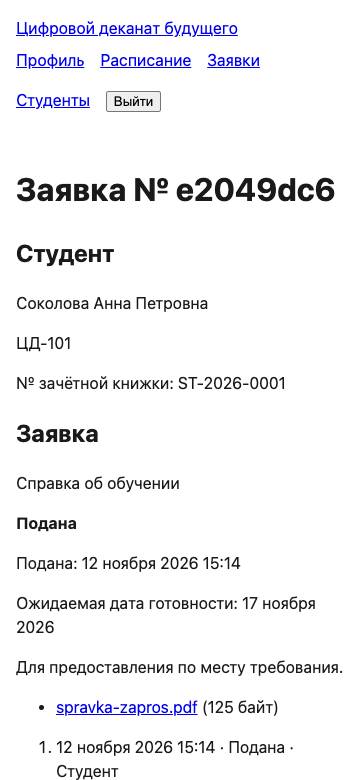 Цифровой деканат будущего
Профиль Расписание Заявки
Студенты Выйти
Заявка № e2049dc6
Студент
Соколова Анна Петровна
ЦД-101
№ зачётной книжки: ST-2026-0001
Заявка
Справка об обучении
Подана
Подана: 12 ноября 2026 15:14
Ожидаемая дата готовности: 17 ноября
2026
Для предоставления по месту требования.
• spravka-zapros.pdf (125 байт)
1. 12 ноября 2026 15:14 · Подана ·
Студент